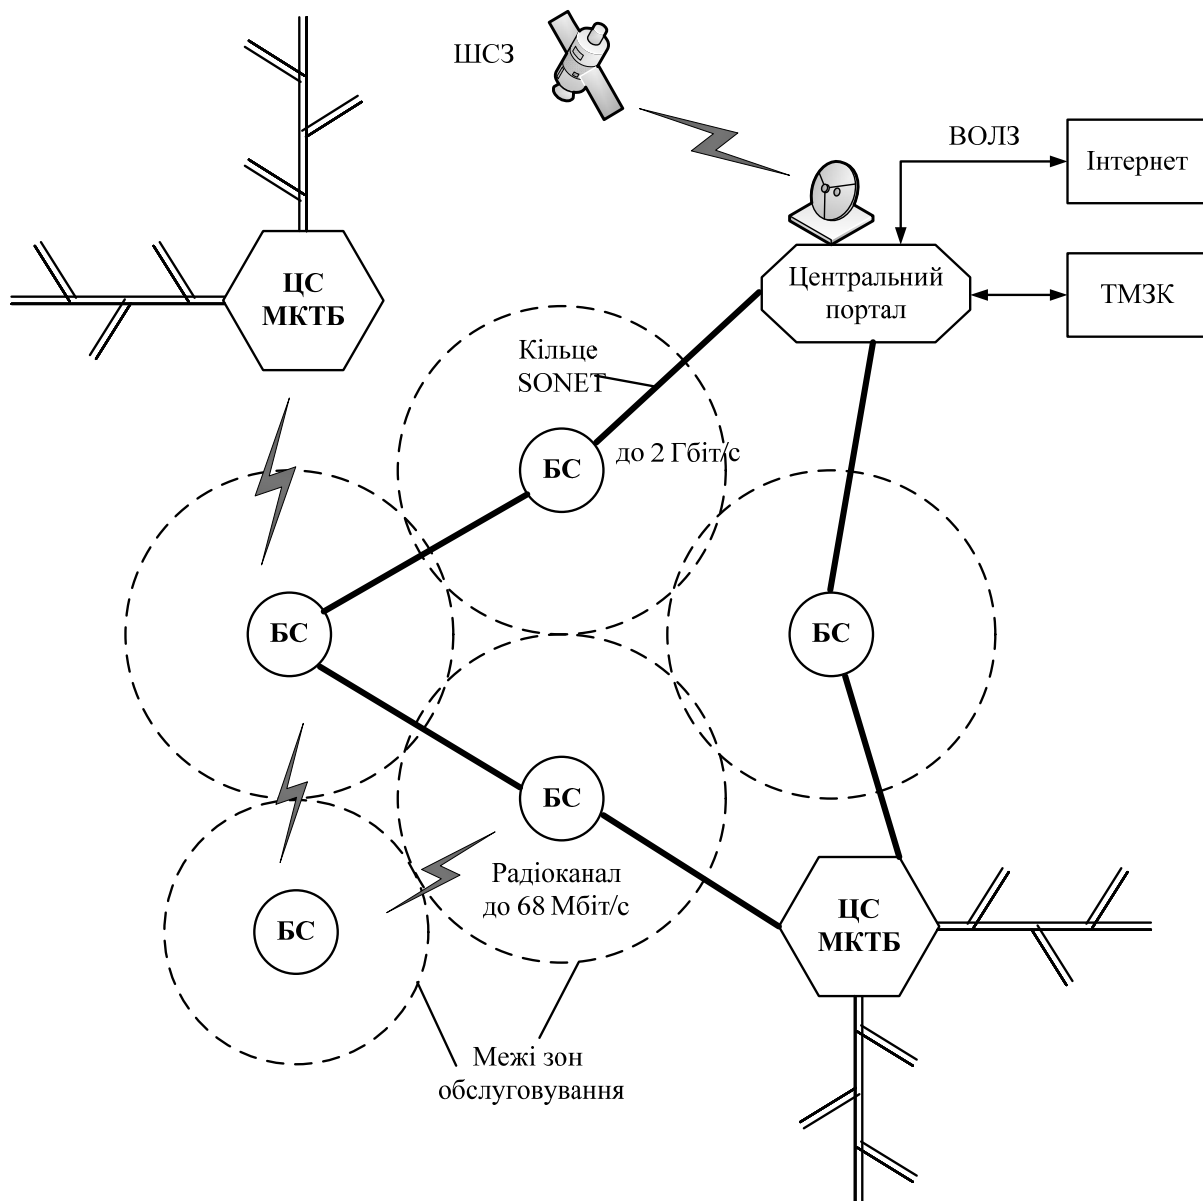 ШСЗ
ВОЛЗ
Інтернет
ЦС
МКТБ
Центральний
портал
ТМЗК
Кільце
SONET
БС
до 2 Гбіт/с
БС
БС
БС
Радіоканал
до 68 Мбіт/с
БС
ЦС
МКТБ
Межі зон
обслуговування